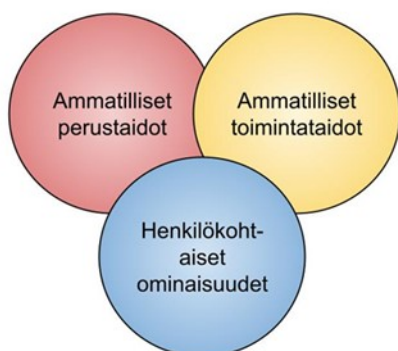 Ammatilliset
perustaidot
Ammatilliset
toimintataidot
Henkilökoht-
aiset
ominaisuudet